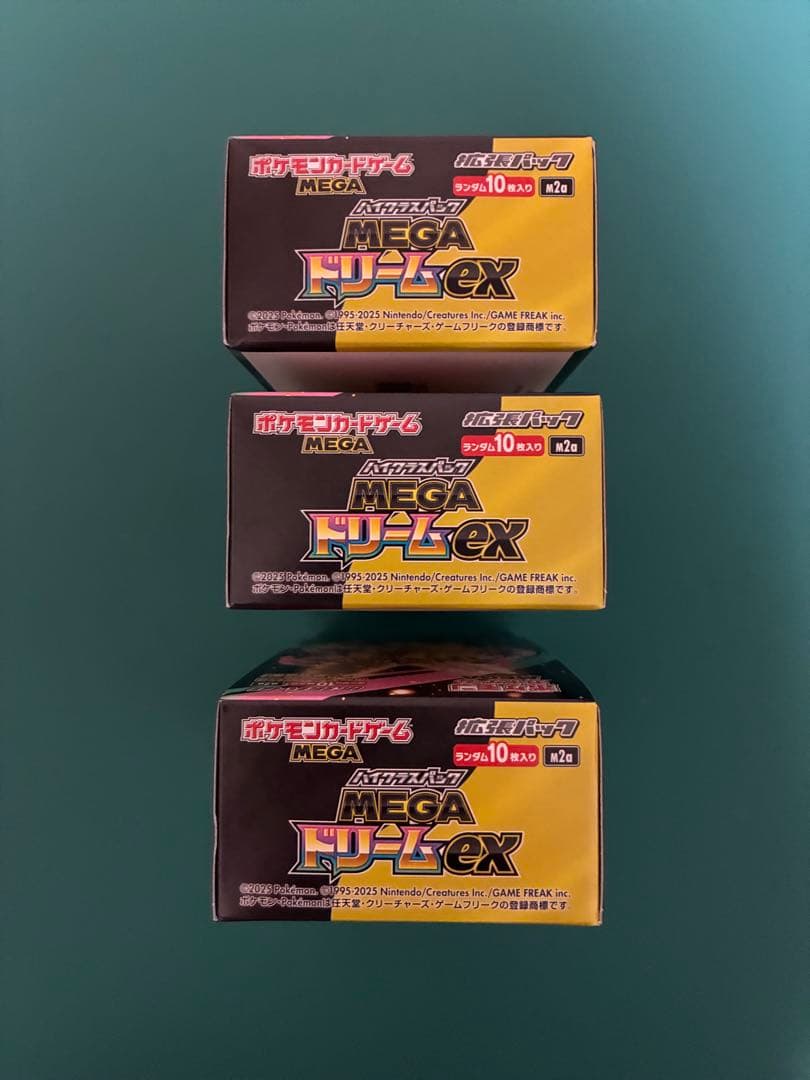 ポケモンカードゲーム
MEGA
拡張パック
ランダム10枚入り M2a
ハイクラスパック
MEGA
ドリームex
©2025 Pokémon. ©1995-2025 Nintendo/Creatures Inc./GAME FREAK inc.
ポケモン・Pokémonは任天堂・クリーチャーズ・ゲームフリークの登録商標です。
ポケモンカードゲーム
MEGA
拡張パック
ランダム10枚入り M2a
ハイクラスパック
MEGA
ドリームex
©2025 Pokémon. ©1995-2025 Nintendo/Creatures Inc./GAME FREAK inc.
ポケモン・Pokémonは任天堂・クリーチャーズ・ゲームフリークの登録商標です。
ポケモンカードゲーム
MEGA
拡張パック
ランダム10枚入り M2a
ハイクラスパック
MEGA
ドリームex
©2025 Pokémon. ©1995-2025 Nintendo/Creatures Inc./GAME FREAK inc.
ポケモン・Pokémonは任天堂・クリーチャーズ・ゲームフリークの登録商標です。